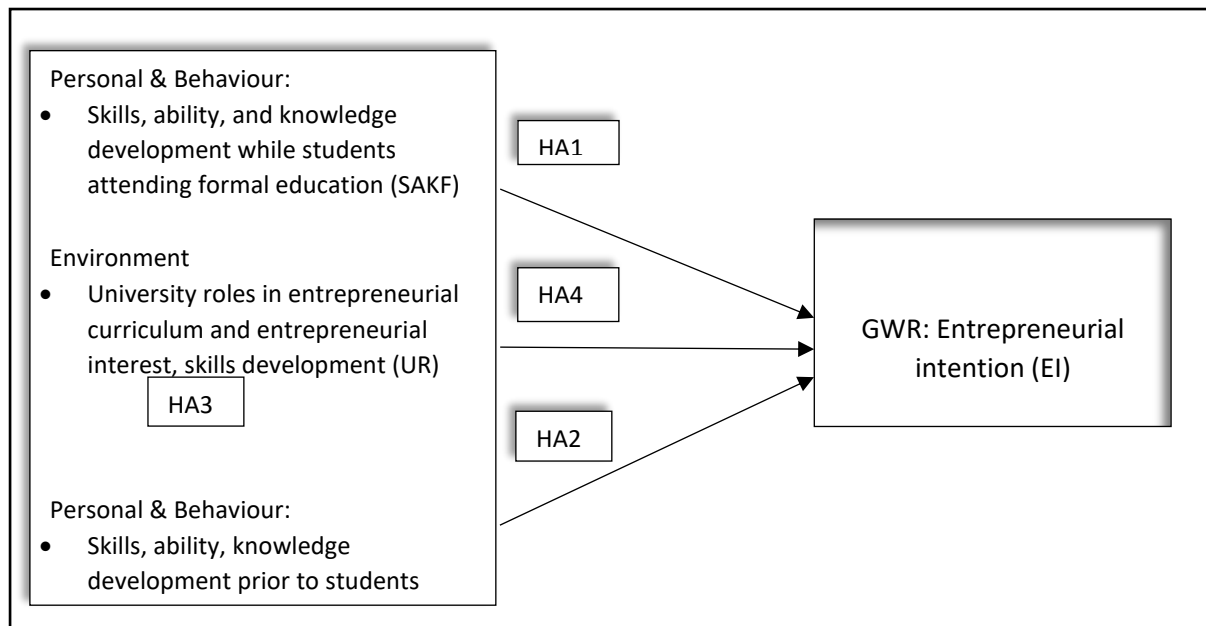 Personal & Behaviour:
• Skills, ability, and knowledge
development while students
attending formal education (SAKF)
Environment
• University roles in entrepreneurial
curriculum and entrepreneurial
interest, skills development (UR)
HA3
Personal & Behaviour:
• Skills, ability, knowledge
development prior to students
HA1
HA4
HA2
GWR: Entrepreneurial
intention (EI)